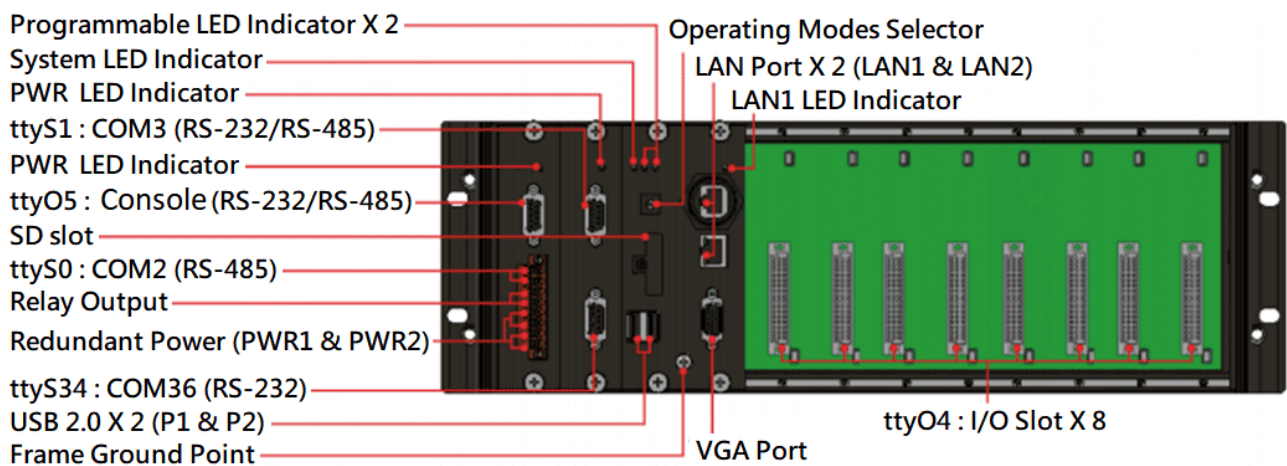 Programmable LED Indicator X 2
System LED Indicator
PWR LED Indicator
ttyS1 : COM3 (RS-232/RS-485)
PWR LED Indicator
ttyO5 : Console (RS-232/RS-485)
SD slot
ttyS0 : COM2 (RS-485)
Relay Output
Redundant Power (PWR1 & PWR2)
ttyS34 : COM36 (RS-232)
USB 2.0 X 2 (P1 & P2)
Frame Ground Point
Operating Modes Selector
LAN Port X 2 (LAN1 & LAN2)
LAN1 LED Indicator
ttyO4 : I/O Slot X 8
VGA Port